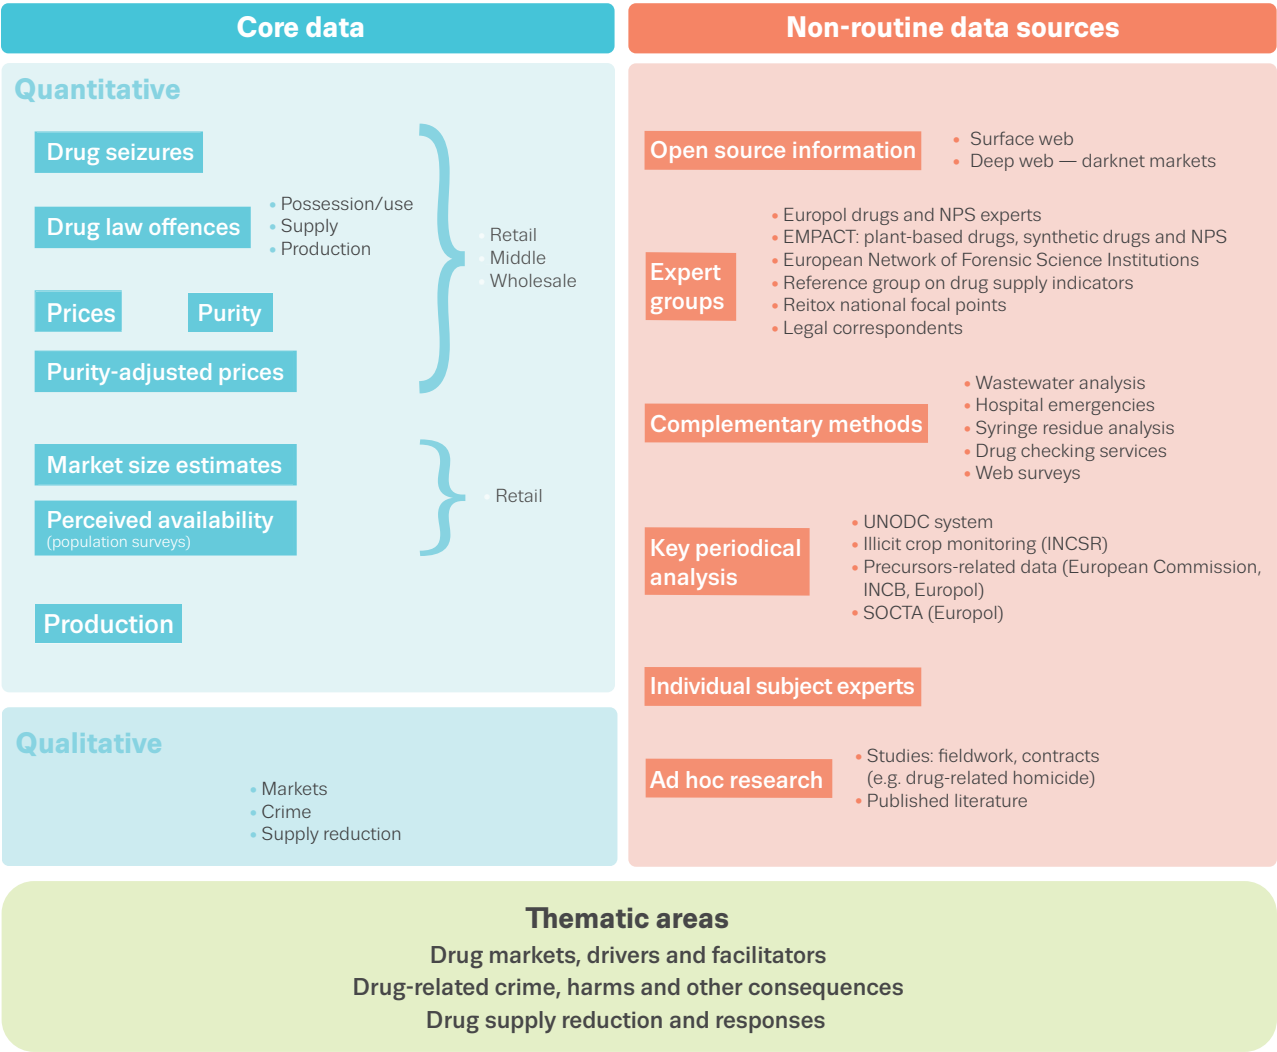 Core data
Quantitative
Drug seizures
Drug law offences
• Possession/use
• Supply
• Production
Prices
Purity
Purity-adjusted prices
• Retail
• Middle
• Wholesale
Market size estimates
Perceived availability
(population surveys)
• Retail
Production
Qualitative
• Markets
• Crime
• Supply reduction
Non-routine data sources
Open source information
• Surface web
• Deep web — darknet markets
Expert
groups
• Europol drugs and NPS experts
• EMPACT: plant-based drugs, synthetic drugs and NPS
• European Network of Forensic Science Institutions
• Reference group on drug supply indicators
• Reitox national focal points
• Legal correspondents
Complementary methods
• Wastewater analysis
• Hospital emergencies
• Syringe residue analysis
• Drug checking services
• Web surveys
Key periodical
analysis
• UNODC system
• Illicit crop monitoring (INCSR)
• Precursors-related data (European Commission,
INCB, Europol)
• SOCTA (Europol)
Individual subject experts
Ad hoc research
• Studies: fieldwork, contracts
(e.g. drug-related homicide)
• Published literature
Thematic areas
Drug markets, drivers and facilitators
Drug-related crime, harms and other consequences
Drug supply reduction and responses